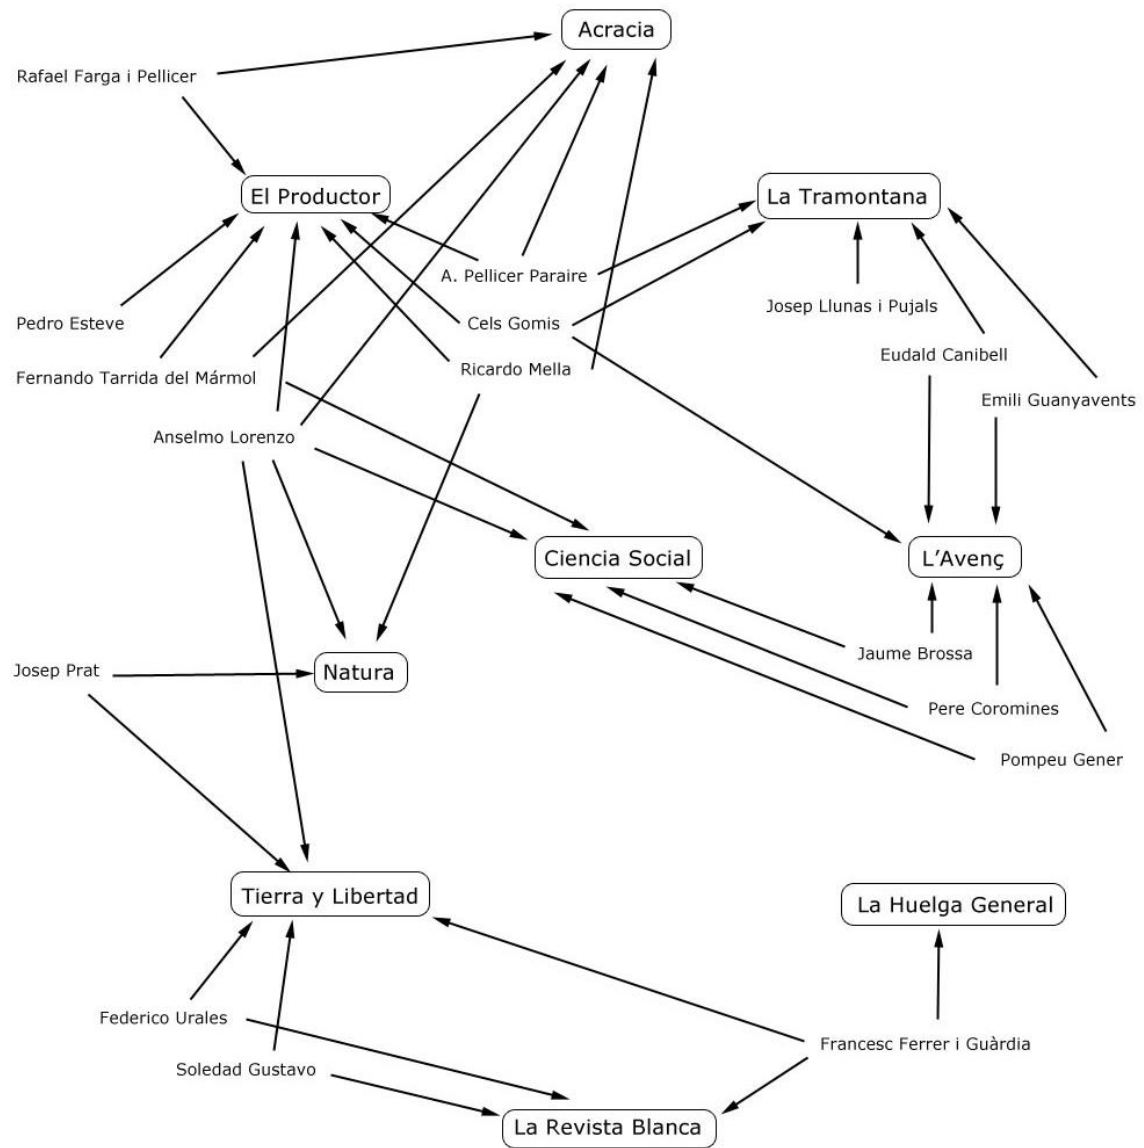 Acracia
Rafael Farga i Pellicer
El Productor
La Tramontana
A. Pellicer Paraire
Josep Llunas i Pujals
Pedro Esteve
Cels Gomis
Eudald Canibell
Ricardo Mella
Fernando Tarrida del Mármol
Emili Guanyavents
Anselmo Lorenzo
Ciencia Social
L'Avenç
Jaume Brossa
Josep Prat
Natura
Pere Coromines
Pompeu Gener
Tierra y Libertad
La Huelga General
Federico Urales
Francesc Ferrer i Guàrdia
Soledad Gustavo
La Revista Blanca